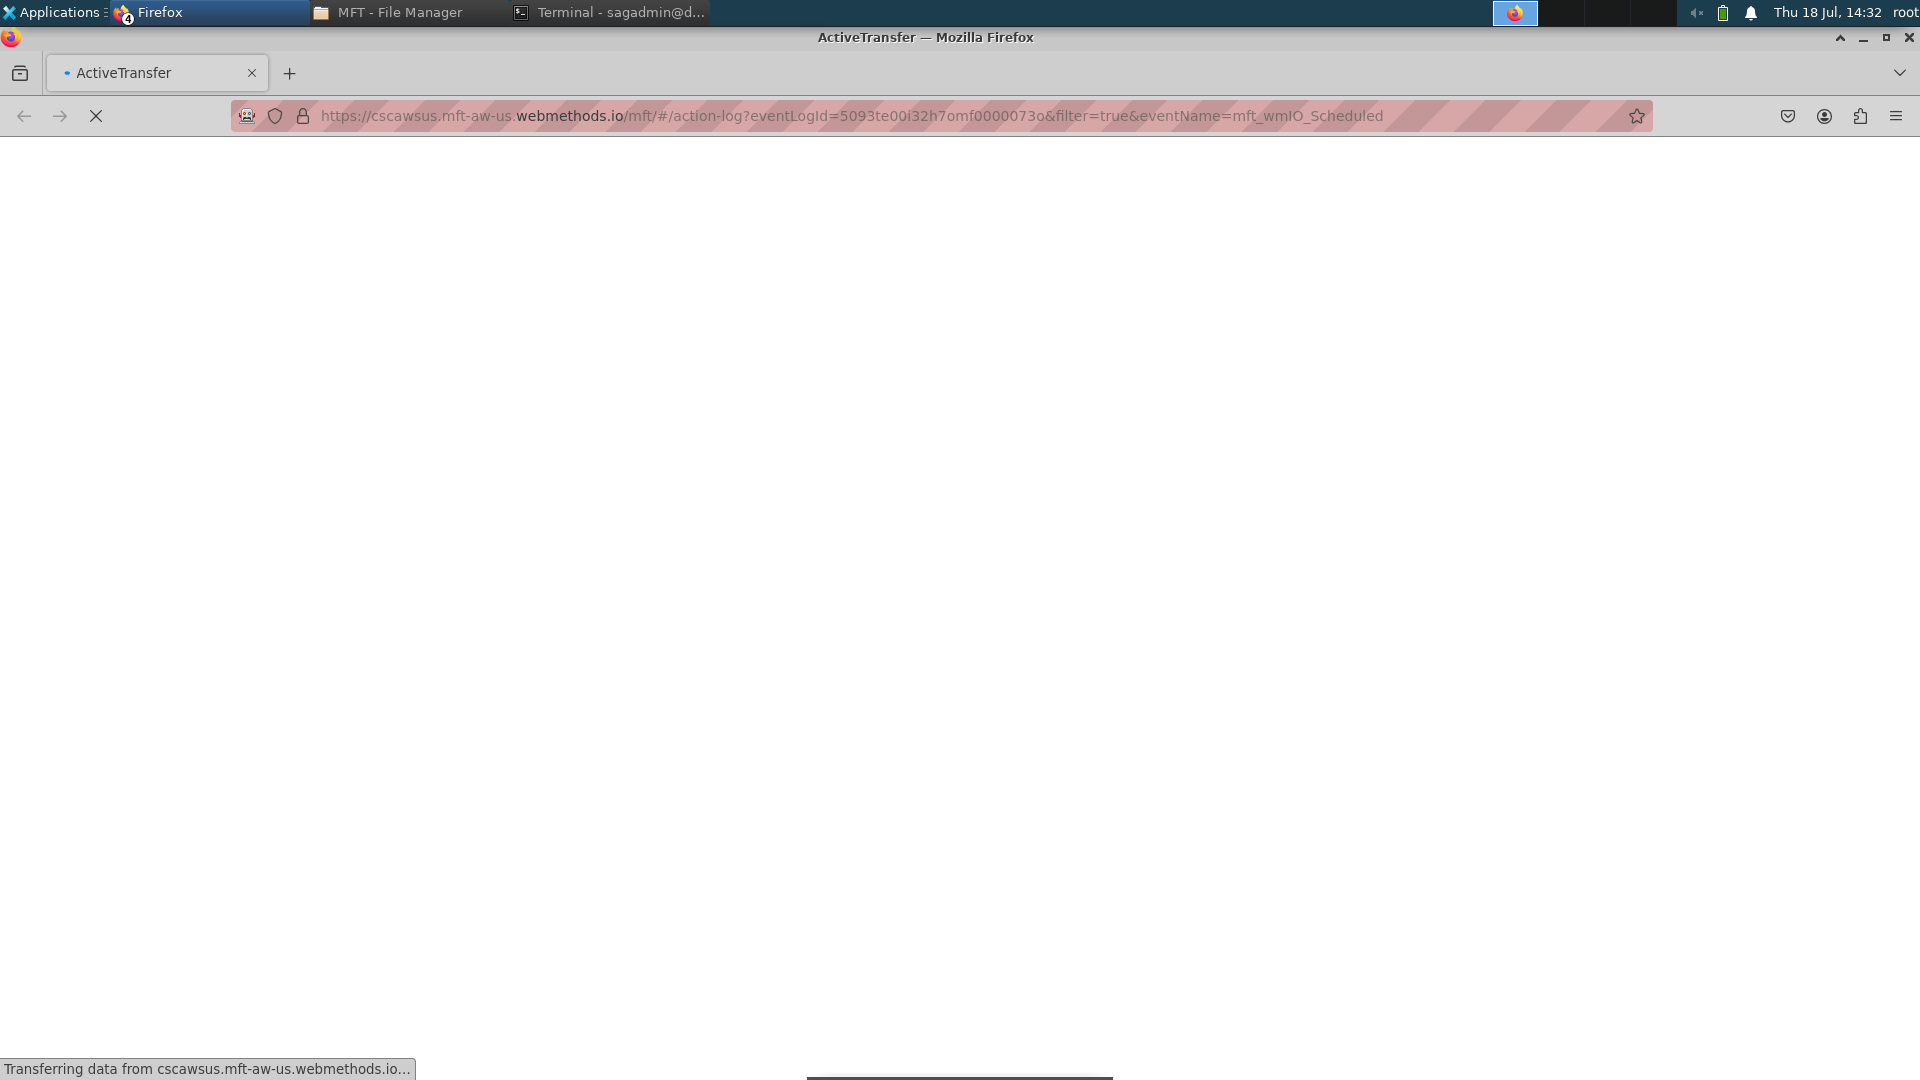 Applications
4
Firefox
MFT - File Manager
Terminal - sagadmin@d...
Thu 18 Jul, 14:32
root
ActiveTransfer — Mozilla Firefox
ActiveTransfer
https://cscawsus.mft-aw-us.webmethods.io/mft/#/action-log?eventLogId=5093te00i32h7omf0000073o&filter=true&eventName=mft_wmIO_Scheduled
Transferring data from cscawsus.mft-aw-us.webmethods.io…